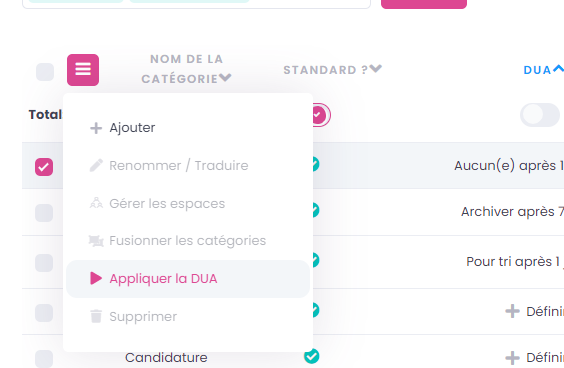 NOM DE LA
CATÉGORIE
STANDARD ?
DUA
Total
Ajouter
Renommer / Traduire
Aucun(e) après 1
Gérer les espaces
Archiver après 7
Fusionner les catégories
Pour tri après 1
Appliquer la DUA
Supprimer
Défini
Candidature
Défini